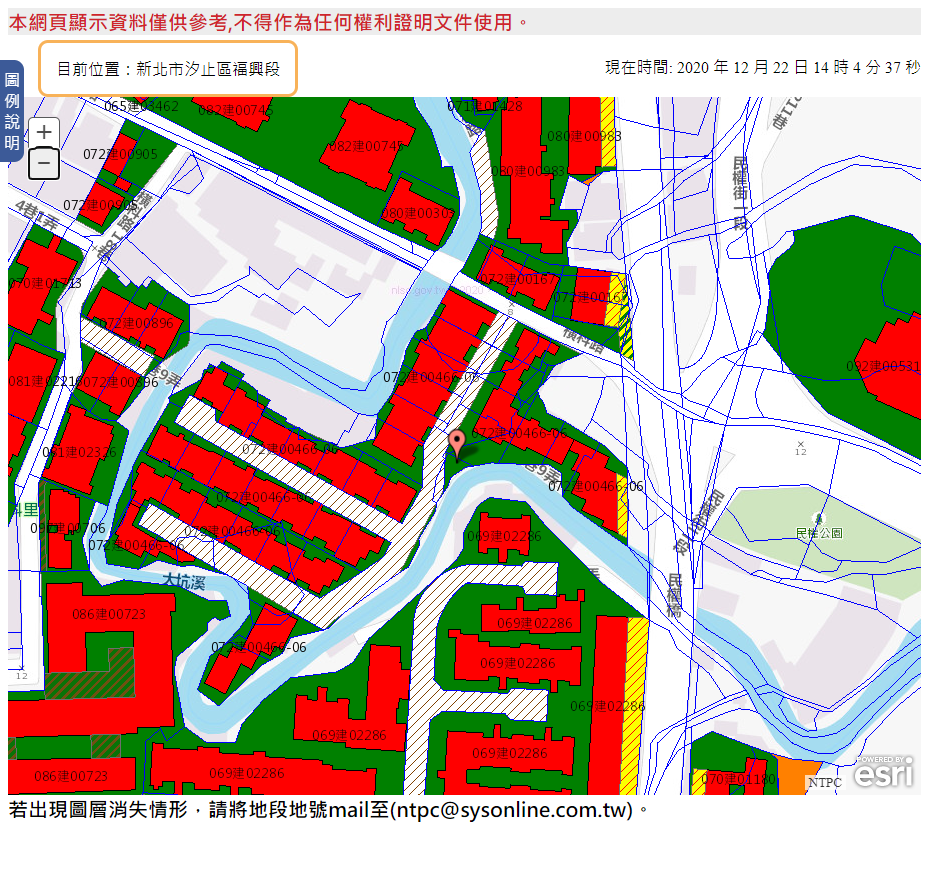 本網頁顯示資料僅供參考,不得作為任何權利證明文件使用。
目前位置：新北市汐止區福興段
現在時間: 2020 年 12 月 22 日 14 時 4 分 37 秒
圖例說明
+
−
065建03462
082建00745
071建01428
082建00745
080建00983
072建00905
080建00983
072建00905
080建00303
4巷1弄
民權街一段
211巷
070建01713
072建00167
072建00167
8
072建00896
橫科路
092建00531
081建02216
072建00896
巷9弄
072建00466-06
072建00466-06
081建02326
072建00466-06
12
巷9弄
072建00466-06
072建00466-06
072建00466-06
072建00466-06
069建02286
民權公園
大坑溪
民權橋
086建00723
069建02286
072建00466-06
069建02286
12
069建02286
069建02286
069建02286
069建02286
086建00723
070建01180
NTPC
POWERED BY
esri
若出現圖層消失情形，請將地段地號mail至(ntpc@sysonline.com.tw)。